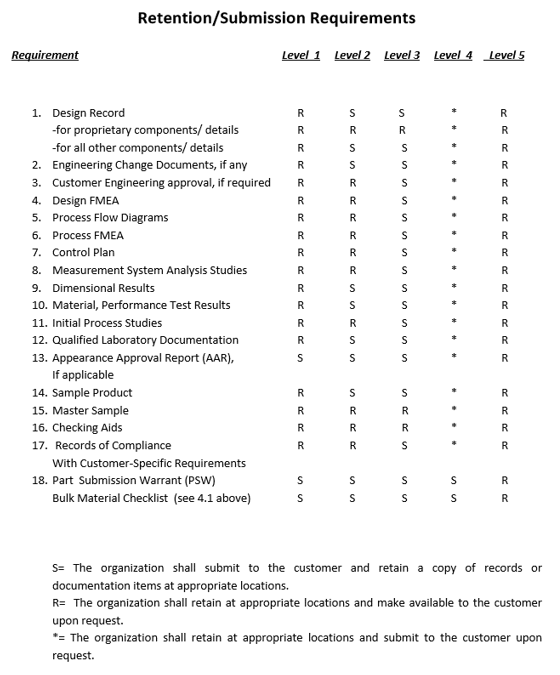 Retention/Submission Requirements
Requirement Level 1 Level 2 Level 3 Level 4 Level 5
1. Design Record R S S * R
-for proprietary components/ details R R R * R
-for all other components/ details R S S * R
2. Engineering Change Documents, if any R S S * R
3. Customer Engineering approval, if required R R S * R
4. Design FMEA R R S * R
5. Process Flow Diagrams R R S * R
6. Process FMEA R R S * R
7. Control Plan R R S * R
8. Measurement System Analysis Studies R R S * R
9. Dimensional Results R S S * R
10. Material, Performance Test Results R S S * R
11. Initial Process Studies R R S * R
12. Qualified Laboratory Documentation R S S * R
13. Appearance Approval Report (AAR), S S S * R
If applicable
14. Sample Product R S S * R
15. Master Sample R R R * R
16. Checking Aids R R R * R
17. Records of Compliance R R S * R
With Customer-Specific Requirements
18. Part Submission Warrant (PSW) S S S S R
Bulk Material Checklist (see 4.1 above) S S S S R
S= The organization shall submit to the customer and retain a copy of records or
documentation items at appropriate locations.
R= The organization shall retain at appropriate locations and make available to the customer
upon request.
*= The organization shall retain at appropriate locations and submit to the customer upon
request.